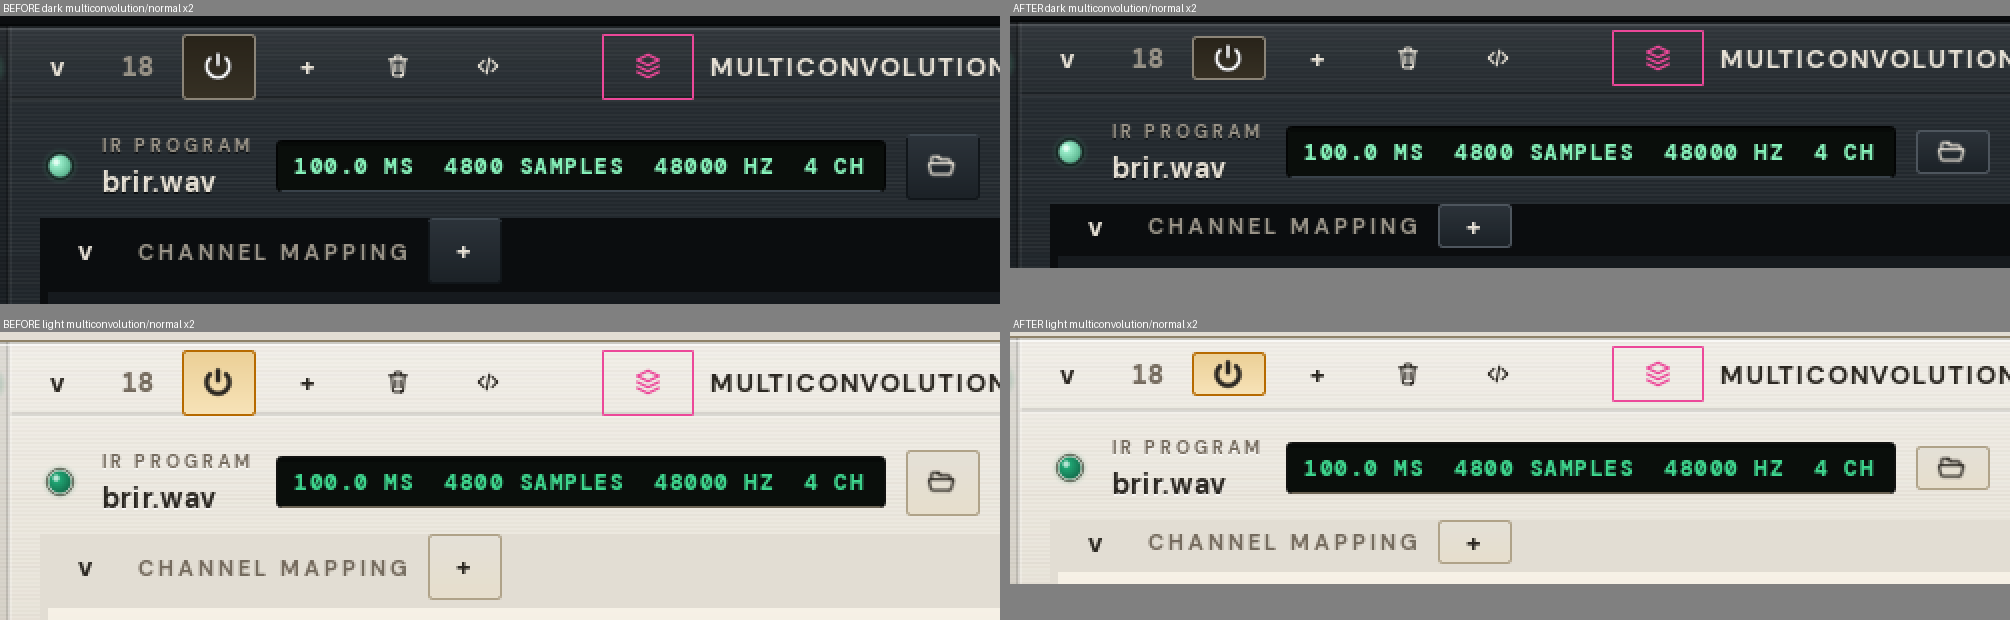 BEFORE dark multiconvolution/normal x2
v 18 + </> MULTICONVOLUTION
IR PROGRAM
brir.wav
100.0 MS 4800 SAMPLES 48000 HZ 4 CH
v CHANNEL MAPPING +
AFTER dark multiconvolution/normal x2
v 18 + </> MULTICONVOLUTION
IR PROGRAM
brir.wav
100.0 MS 4800 SAMPLES 48000 HZ 4 CH
v CHANNEL MAPPING +
BEFORE light multiconvolution/normal x2
v 18 + </> MULTICONVOLUTION
IR PROGRAM
brir.wav
100.0 MS 4800 SAMPLES 48000 HZ 4 CH
v CHANNEL MAPPING +
AFTER light multiconvolution/normal x2
v 18 + </> MULTICONVOLUTION
IR PROGRAM
brir.wav
100.0 MS 4800 SAMPLES 48000 HZ 4 CH
v CHANNEL MAPPING +